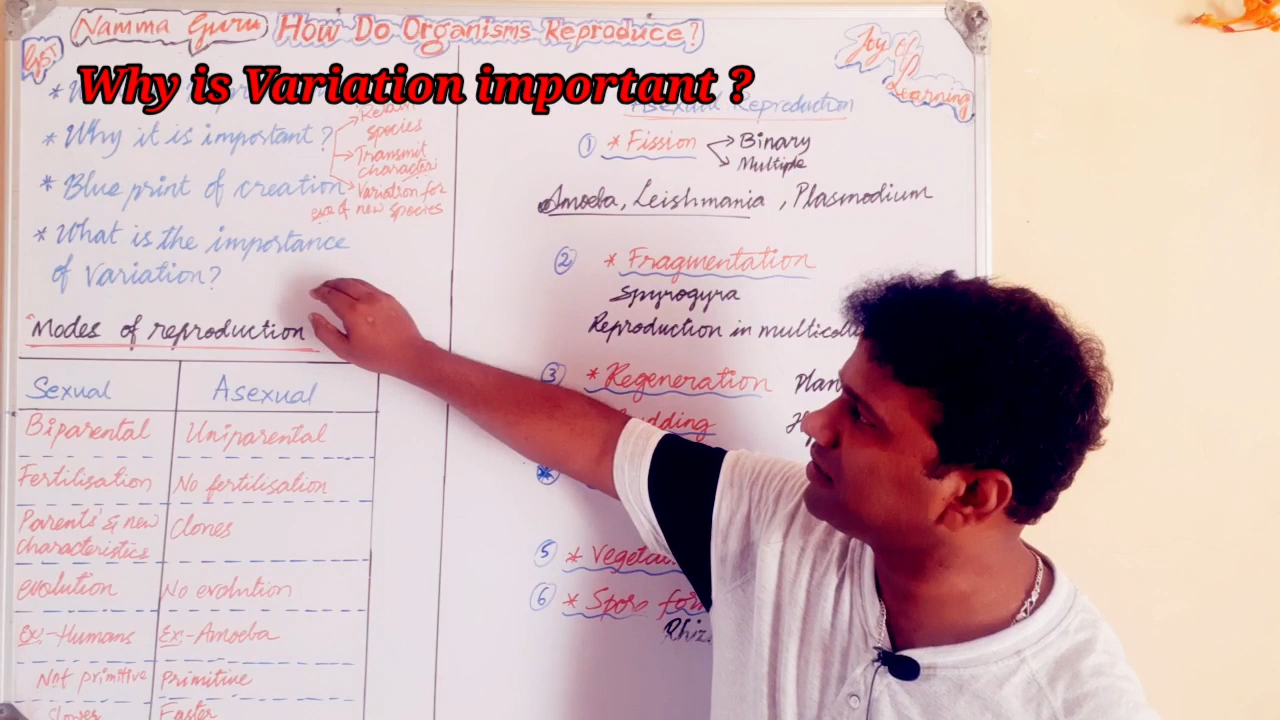 Namma Guru How Do Organisms Reproduce?
Joy of
Learning
Why is Variation important ?
* Why it is important?
Retain
species
Transmit
characters
Variation for
evo of new species
* Blue print of creation
* What is the importance
of variation?
Modes of reproduction
Sexual Asexual
Biparental Uniparental
Fertilisation No fertilisation
Parents & new
characteristics
Clones
evolution No evolution
Ex:-Humans Ex:-Amoeba
Not primitive Primitive
Slower Faster
Asexual Reproduction
① * Fission Binary
Multiple
Amoeba, Leishmania , Plasmodium
② * Fragmentation
Spyrogyra
Reproduction in
③ * Regeneration
⑤ *
⑥ * Spore